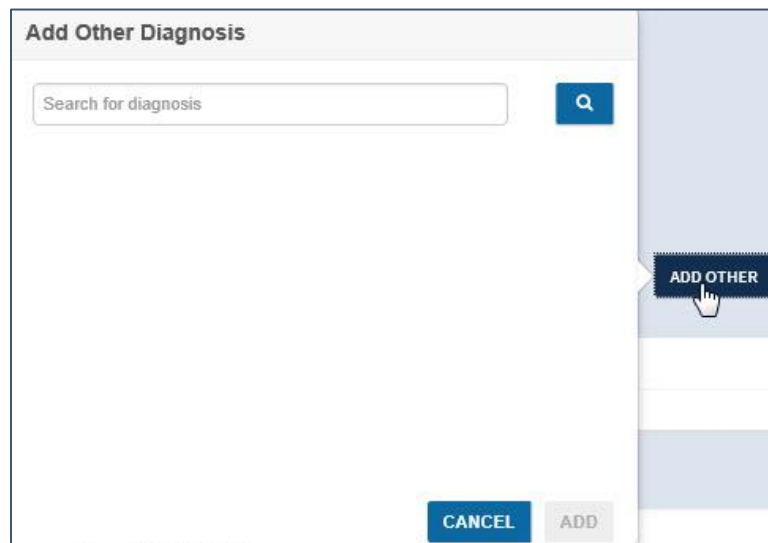 Add Other Diagnosis
Search for diagnosis
ADD OTHER
CANCEL
ADD